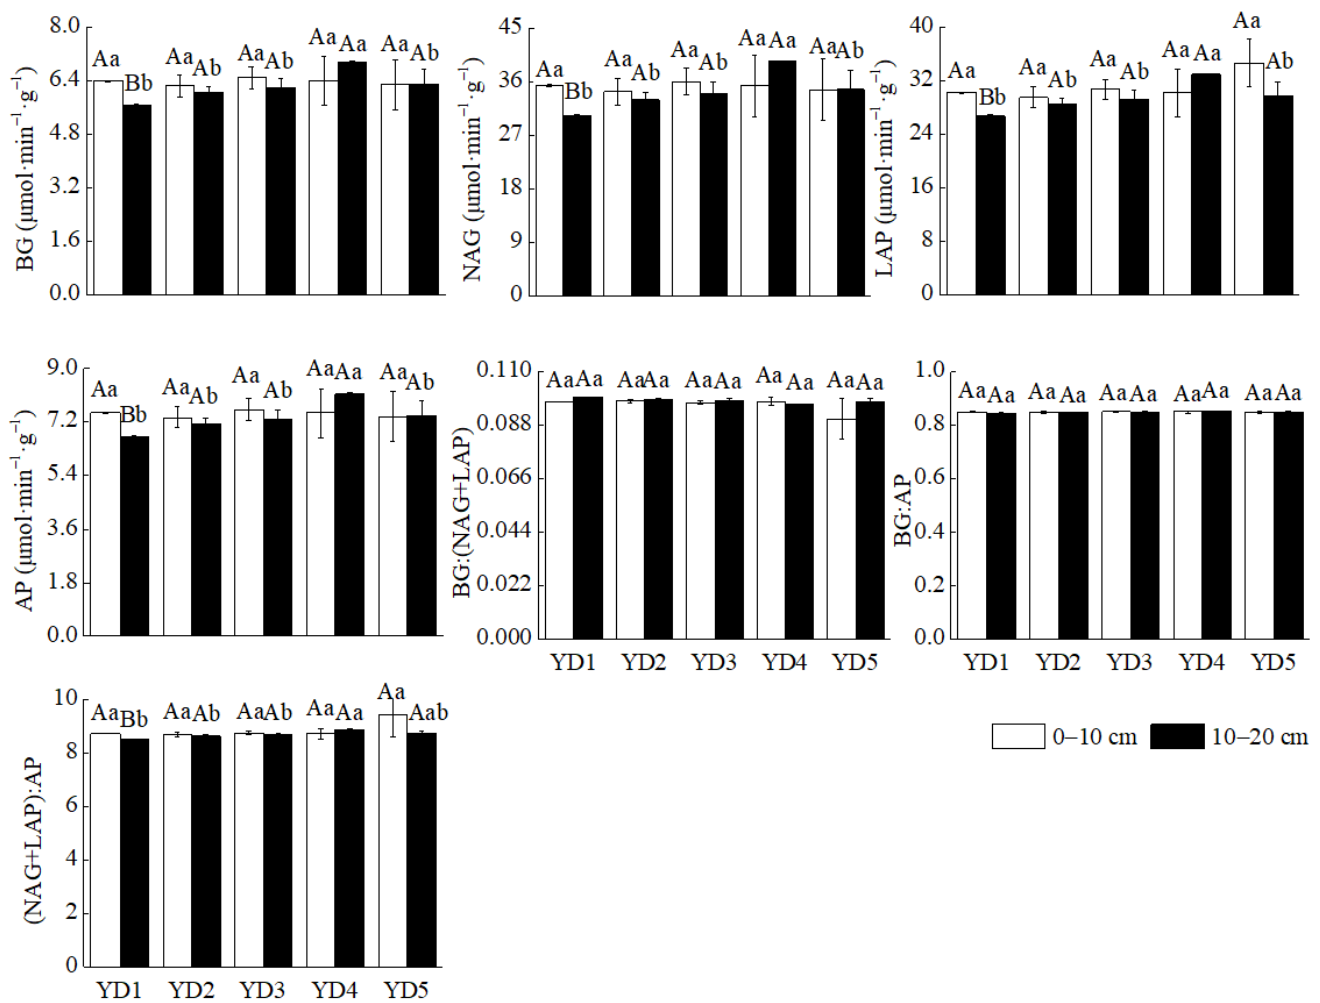 BG (μmol·min⁻¹·g⁻¹)
8.0
6.4
4.8
3.2
1.6
0.0
Aa Bb Aa Ab Aa Ab Aa Aa Aa Ab
NAG (μmol·min⁻¹·g⁻¹)
45
36
27
18
9
0
Aa Bb Aa Ab Aa Ab Aa Aa Aa Ab
LAP (μmol·min⁻¹·g⁻¹)
40
32
24
16
8
0
Aa Bb Aa Ab Aa Ab Aa Aa Aa Ab
AP (μmol·min⁻¹·g⁻¹)
9.0
7.2
5.4
3.6
1.8
0.0
Aa Bb Aa Ab Aa Ab Aa Aa Aa Ab
BG:(NAG+LAP)
0.110
0.088
0.066
0.044
0.022
0.000
Aa Aa Aa Aa Aa Aa Aa Aa Aa Aa
YD1 YD2 YD3 YD4 YD5
BG:AP
1.0
0.8
0.6
0.4
0.2
0.0
Aa Aa Aa Aa Aa Aa Aa Aa Aa Aa
YD1 YD2 YD3 YD4 YD5
(NAG+LAP):AP
10
8
6
4
2
0
Aa Bb Aa Ab Aa Ab Aa Aa Aa Aab
YD1 YD2 YD3 YD4 YD5
0–10 cm 10–20 cm